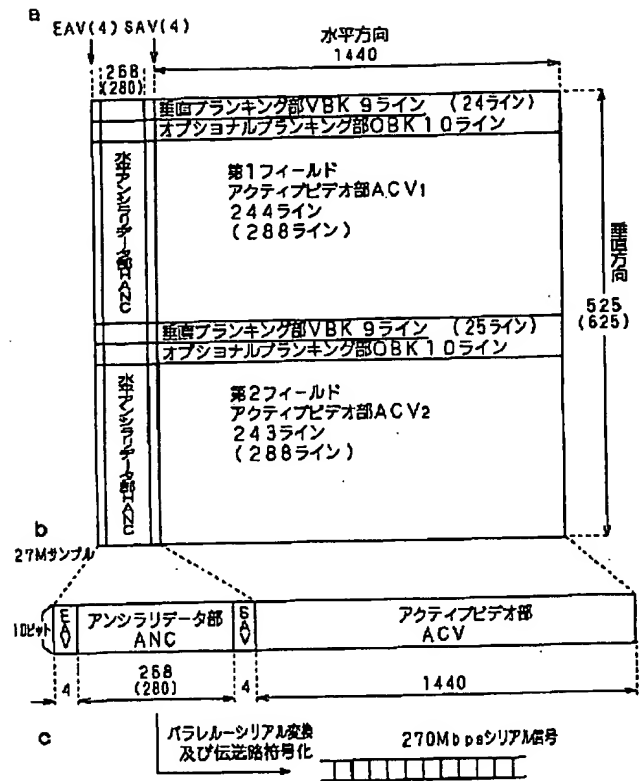 a
EAV(4) SAV(4)
水平方向
1440
268
(280)
垂直ブランキング部VBK 9ライン (24ライン)
オプショナルブランキング部OBK 10ライン
水平アンシラリデータ部HANC
第1フィールド
アクティブビデオ部ACV1
244ライン
(288ライン)
垂直方向
525
(625)
垂直ブランキング部VBK 9ライン (25ライン)
オプショナルブランキング部OBK 10ライン
水平アンシラリデータ部HANC
第2フィールド
アクティブビデオ部ACV2
243ライン
(288ライン)
b
27Mサンプル
10ビット
EAV
アンシラリデータ部
ANC
SAV
アクティブビデオ部
ACV
4
268
(280)
4
1440
c
パラレル-シリアル変換
及び伝送路符号化
270Mbpsシリアル信号